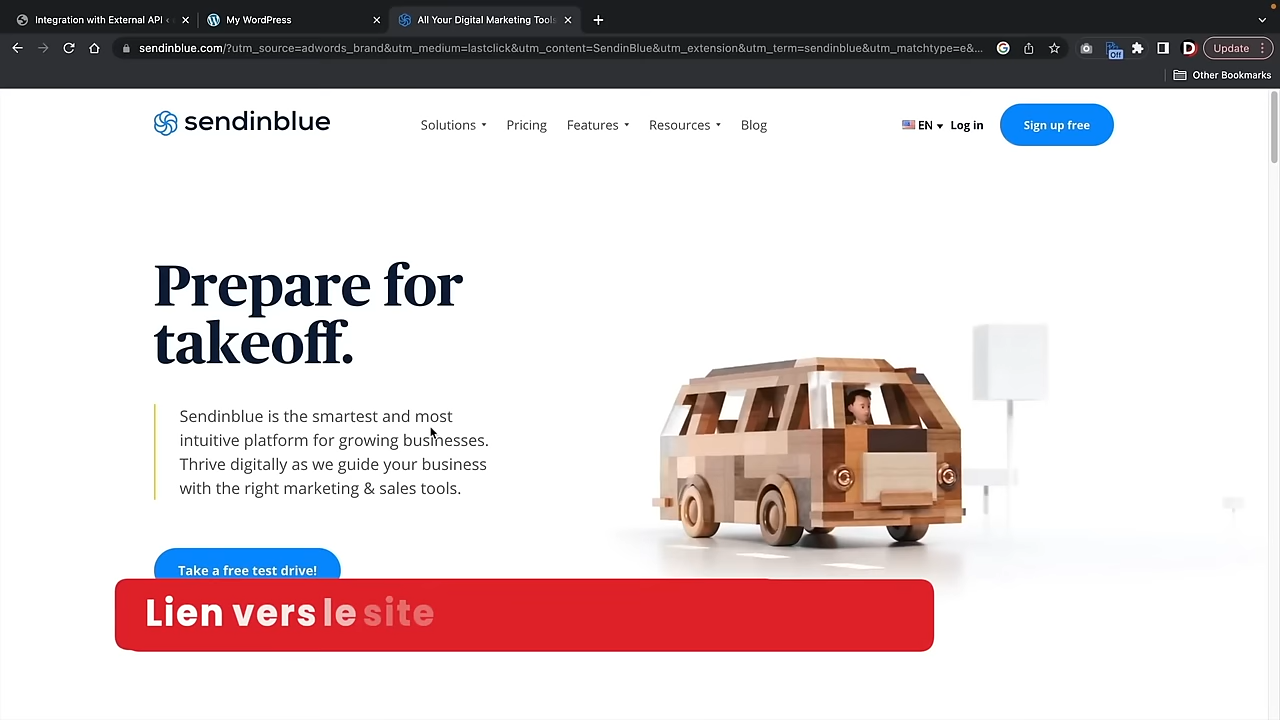 Integration with External API
My WordPress
All Your Digital Marketing Tools
sendinblue.com/?utm_source=adwords_brand&utm_medium=lastclick&utm_content=SendinBlue&utm_extension&utm_term=sendinblue&utm_matchtype=e&...
Off
D
Update
Other Bookmarks
sendinblue
Solutions
Pricing
Features
Resources
Blog
EN
Log in
Sign up free
Prepare for
takeoff.
Sendinblue is the smartest and most
intuitive platform for growing businesses.
Thrive digitally as we guide your business
with the right marketing & sales tools.
Take a free test drive!
Lien vers le site